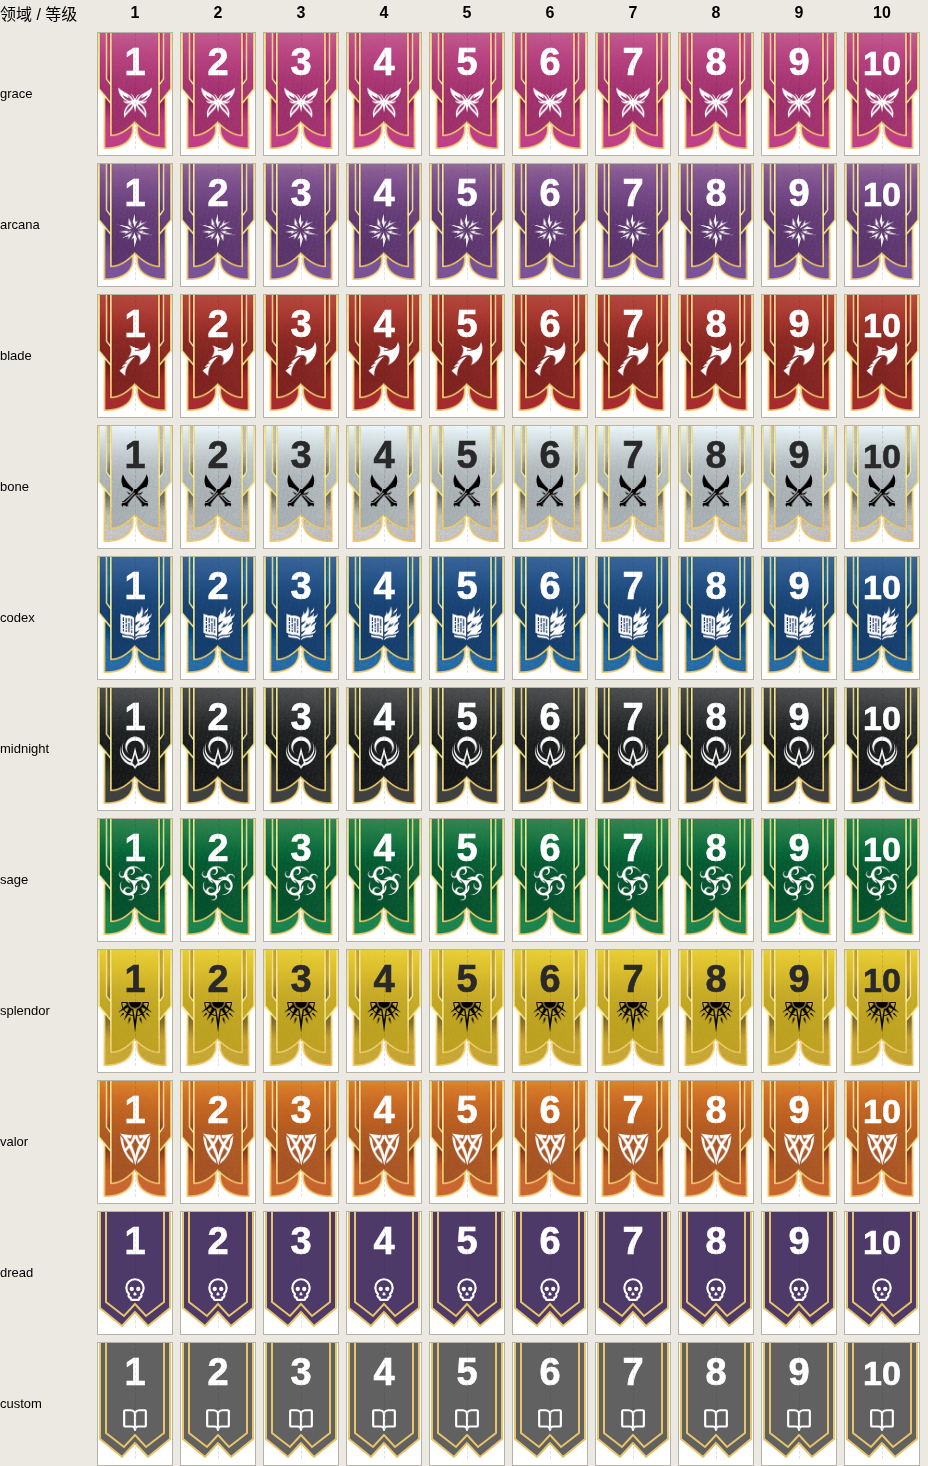 领域 / 等级 1 2 3 4 5 6 7 8 9 10
grace 1 2 3 4 5 6 7 8 9 10
arcana 1 2 3 4 5 6 7 8 9 10
blade 1 2 3 4 5 6 7 8 9 10
bone 1 2 3 4 5 6 7 8 9 10
codex 1 2 3 4 5 6 7 8 9 10
midnight 1 2 3 4 5 6 7 8 9 10
sage 1 2 3 4 5 6 7 8 9 10
splendor 1 2 3 4 5 6 7 8 9 10
valor 1 2 3 4 5 6 7 8 9 10
dread 1 2 3 4 5 6 7 8 9 10
custom 1 2 3 4 5 6 7 8 9 10